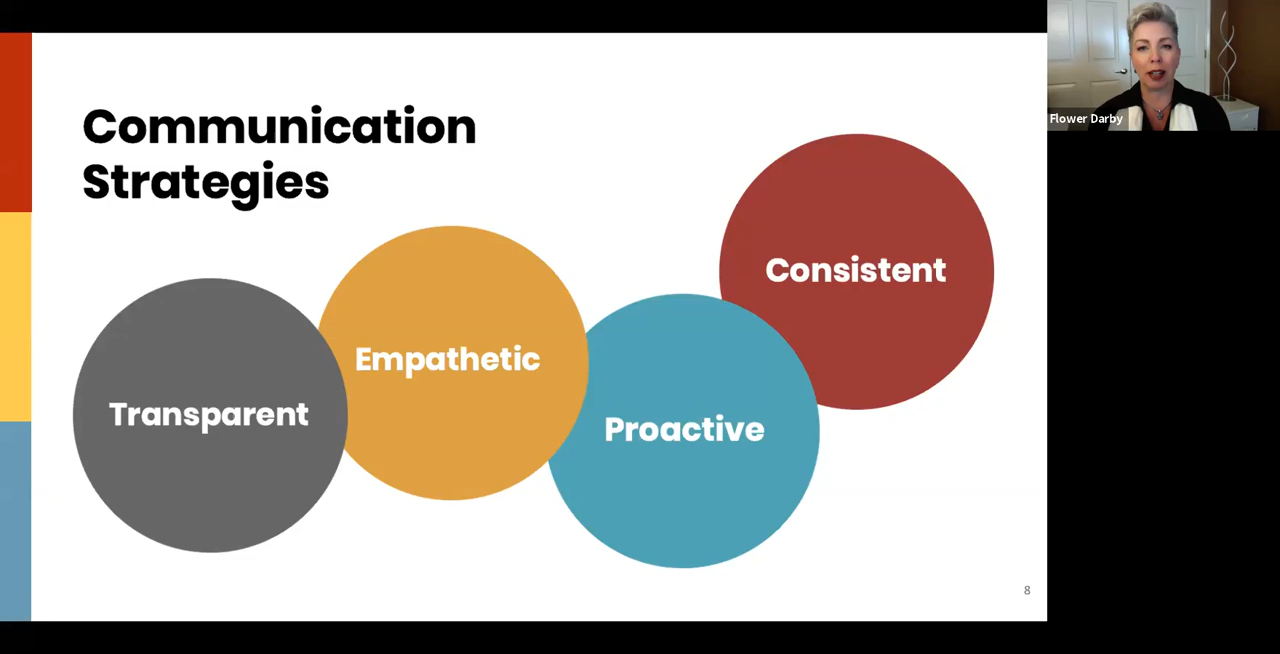 Communication
Strategies
Transparent
Empathetic
Proactive
Consistent
8
Flower Darby